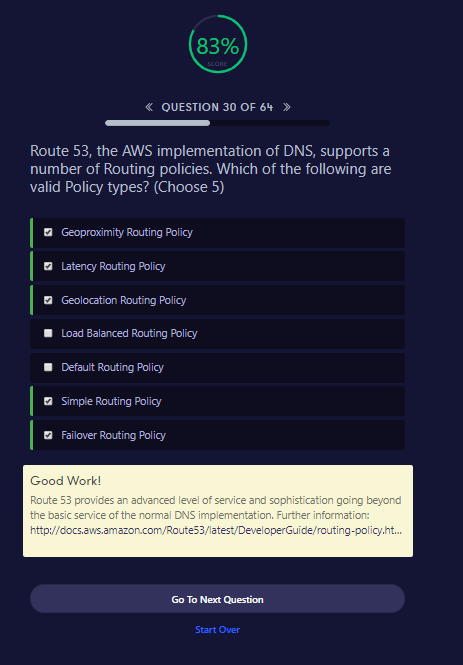 83%
SCORE
« QUESTION 30 OF 64 »
Route 53, the AWS implementation of DNS, supports a
number of Routing policies. Which of the following are
valid Policy types? (Choose 5)
Geoproximity Routing Policy
Latency Routing Policy
Geolocation Routing Policy
Load Balanced Routing Policy
Default Routing Policy
Simple Routing Policy
Failover Routing Policy
Good Work!
Route 53 provides an advanced level of service and sophistication going beyond
the basic service of the normal DNS implementation. Further information:
http://docs.aws.amazon.com/Route53/latest/DeveloperGuide/routing-policy.ht...
Go To Next Question
Start Over